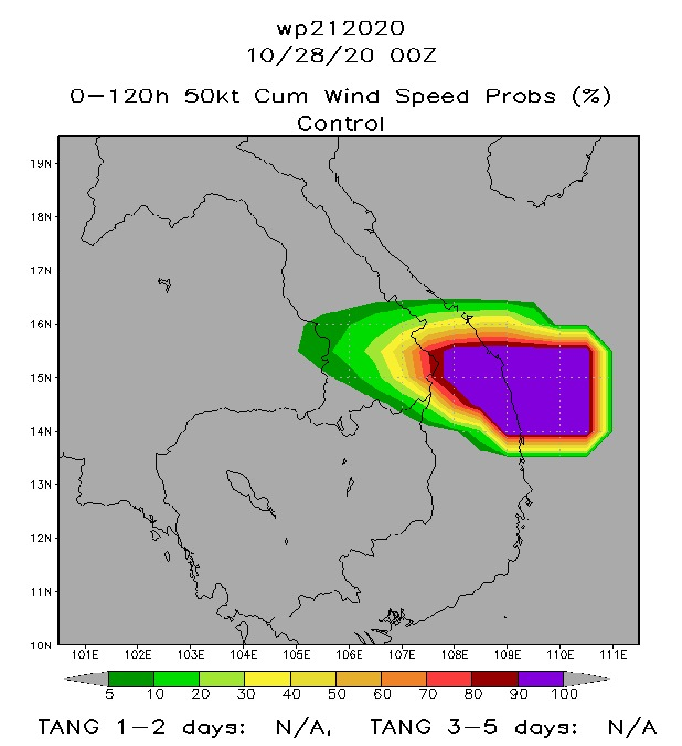 wp212020
10/28/20 00Z
0-120h 50kt Cum Wind Speed Probs (%)
Control
19N
18N
17N
16N
15N
14N
13N
12N
11N
10N
101E 102E 103E 104E 105E 106E 107E 108E 109E 110E 111E
5 10 20 30 40 50 60 70 80 90 100
TANG 1-2 days: N/A, TANG 3-5 days: N/A